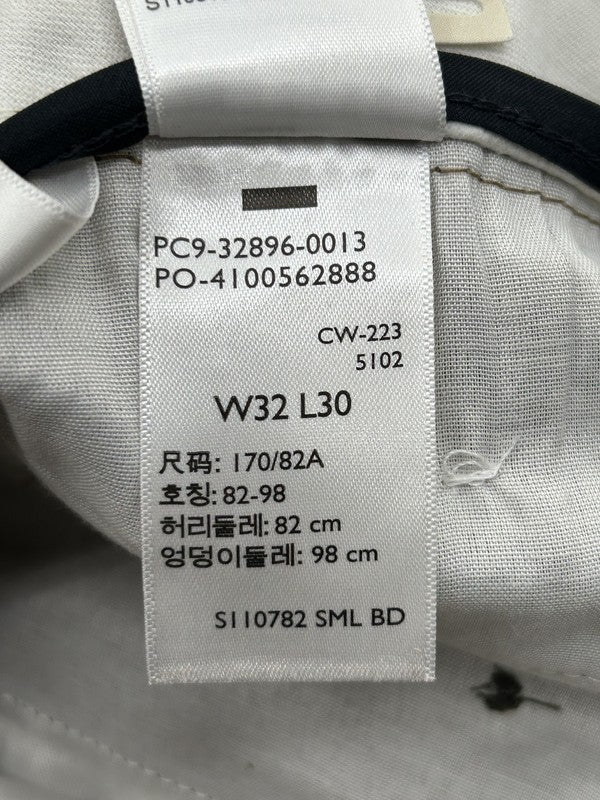 PC9-32896-0013
PO-4100562888
CW-223
5102
W32 L30
尺码: 170/82A
호칭: 82-98
허리둘레: 82 cm
엉덩이둘레: 98 cm
S110782 SML BD